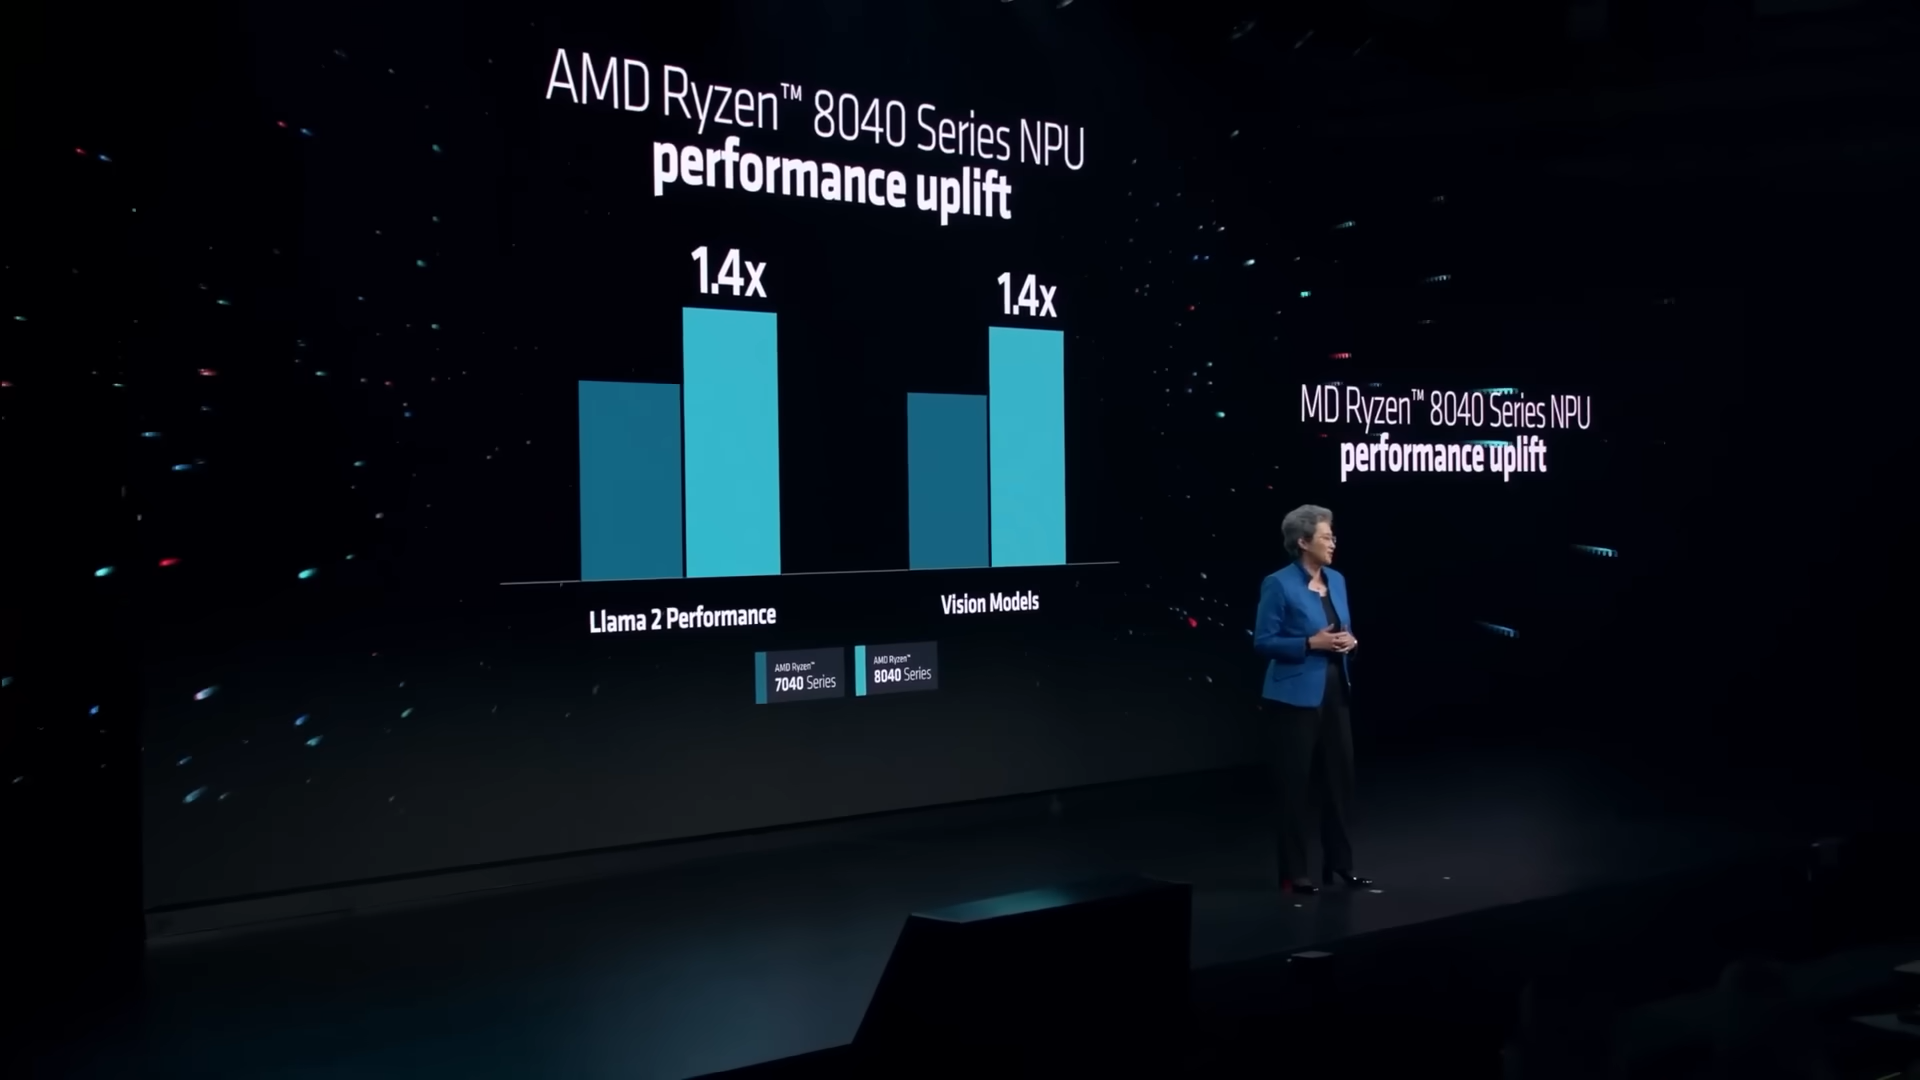 AMD Ryzen™ 8040 Series NPU
performance uplift
1.4x
1.4x
Llama 2 Performance
Vision Models
AMD Ryzen™
7040 Series
AMD Ryzen™
8040 Series
MD Ryzen™ 8040 Series NPU
performance uplift